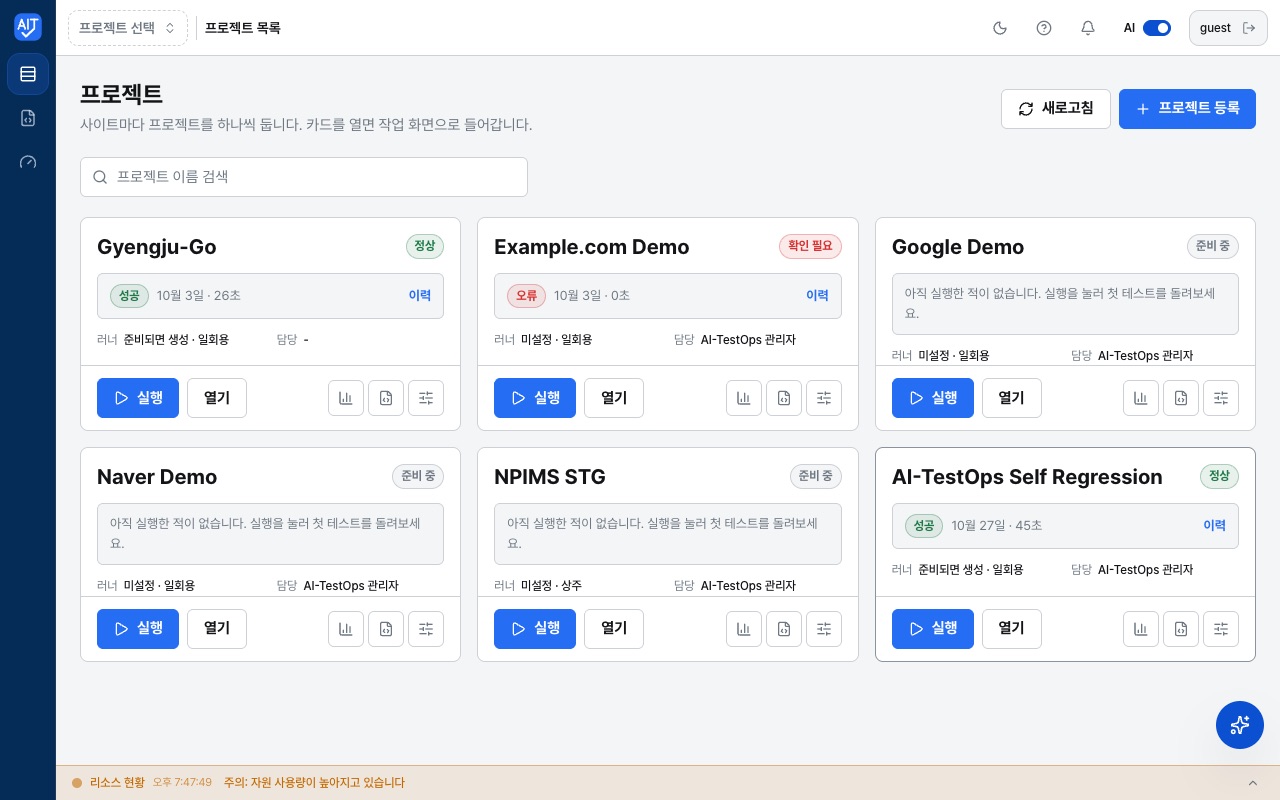 AIT
프로젝트 선택
프로젝트 목록
AI
guest
프로젝트
사이트마다 프로젝트를 하나씩 둡니다. 카드를 열면 작업 화면으로 들어갑니다.
새로고침
프로젝트 등록
프로젝트 이름 검색
Gyengju-Go
정상
성공 10월 3일 · 26초 이력
러너 준비되면 생성 · 일회용 담당 -
실행 열기
Example.com Demo
확인 필요
오류 10월 3일 · 0초 이력
러너 미설정 · 일회용 담당 AI-TestOps 관리자
실행 열기
Google Demo
준비 중
아직 실행한 적이 없습니다. 실행을 눌러 첫 테스트를 돌려보세
요.
러너 미설정 · 일회용 담당 AI-TestOps 관리자
실행 열기
Naver Demo
준비 중
아직 실행한 적이 없습니다. 실행을 눌러 첫 테스트를 돌려보세
요.
러너 미설정 · 일회용 담당 AI-TestOps 관리자
실행 열기
NPIMS STG
준비 중
아직 실행한 적이 없습니다. 실행을 눌러 첫 테스트를 돌려보세
요.
러너 미설정 · 상주 담당 AI-TestOps 관리자
실행 열기
AI-TestOps Self Regression
정상
성공 10월 27일 · 45초 이력
러너 준비되면 생성 · 일회용 담당 AI-TestOps 관리자
실행 열기
리소스 현황 오후 7:47:49 주의: 자원 사용량이 높아지고 있습니다